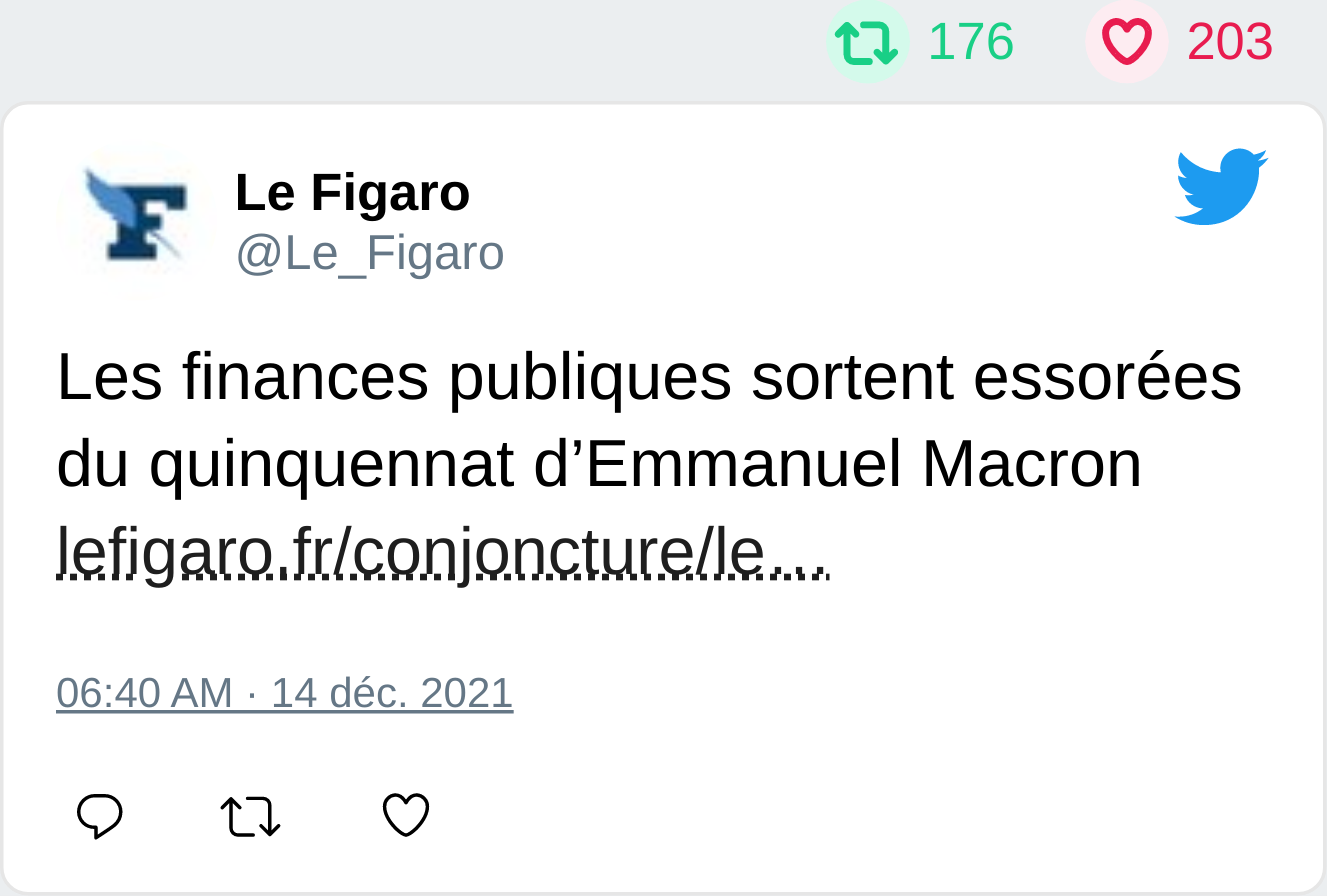 176 203
Le Figaro
@Le_Figaro
Les finances publiques sortent essorées
du quinquennat d’Emmanuel Macron
lefigaro.fr/conjoncture/le…
06:40 AM · 14 déc. 2021